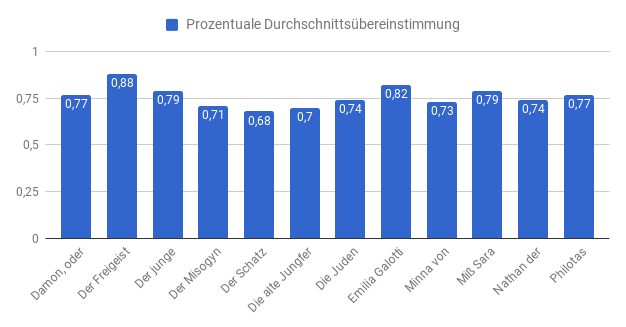 Prozentuale Durchschnittsübereinstimmung
1
0,75
0,5
0,25
0
0,77
0,88
0,79
0,71
0,68
0,7
0,74
0,82
0,73
0,79
0,74
0,77
Damon, oder
Der Freigeist
Der junge
Der Misogyn
Der Schatz
Die alte Jungfer
Die Juden
Emilia Galotti
Minna von
Miß Sara
Nathan der
Philotas